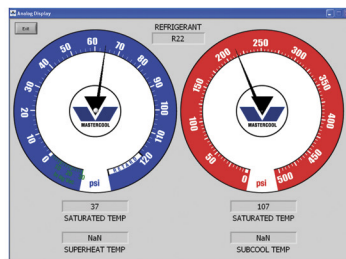 Analog Display
Exit
REFRIGERANT
R22
0 10 20 30 40 50 60 70 80 90 100 110 120
RETARD
MASTERCOOL
psi
0 50 100 150 200 250 300 350 400 450 500
MASTERCOOL
psi
37
SATURATED TEMP
107
SATURATED TEMP
NaN
SUPERHEAT TEMP
NaN
SUBCOOL TEMP